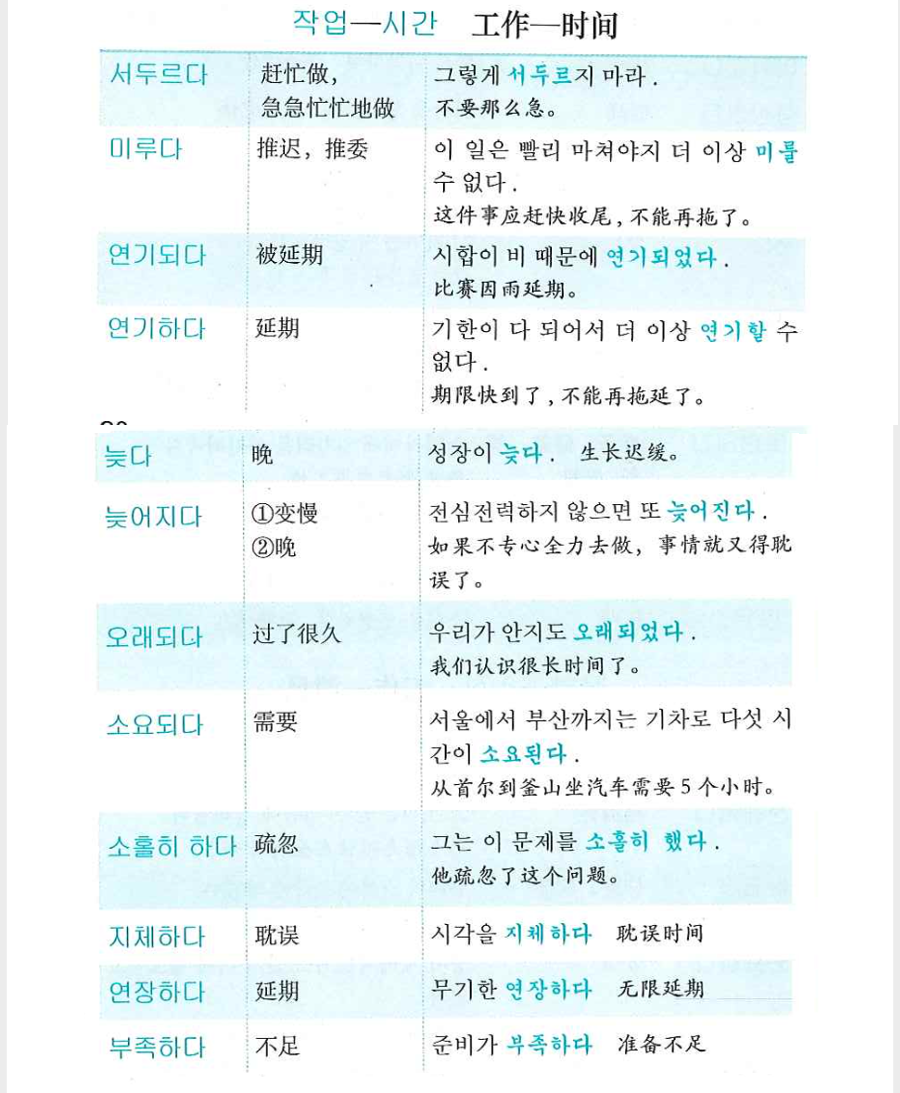 작업—시간 工作—时间
서두르다 赶忙做， 그렇게 서두르지 마라.
急急忙忙地做 不要那么急。
미루다 推迟，推委 이 일은 빨리 마쳐야지 더 이상 미룰
수 없다.
这件事应赶快收尾，不能再拖了。
연기되다 被延期 시합이 비 때문에 연기되었다.
比赛因雨延期。
연기하다 延期 기한이 다 되어서 더 이상 연기할 수
없다.
期限快到了，不能再拖延了。
늦다 晚 성장이 늦다. 生长迟缓。
늦어지다 ①变慢 전심전력하지 않으면 또 늦어진다.
②晚 如果不专心全力去做，事情就又得耽
误了。
오래되다 过了很久 우리가 안지도 오래되었다.
我们认识很长时间了。
소요되다 需要 서울에서 부산까지는 기차로 다섯 시
간이 소요된다.
从首尔到釜山坐汽车需要5个小时。
소홀히 하다 疏忽 그는 이 문제를 소홀히 했다.
他疏忽了这个问题。
지체하다 耽误 시각을 지체하다 耽误时间
연장하다 延期 무기한 연장하다 无限延期
부족하다 不足 준비가 부족하다 准备不足